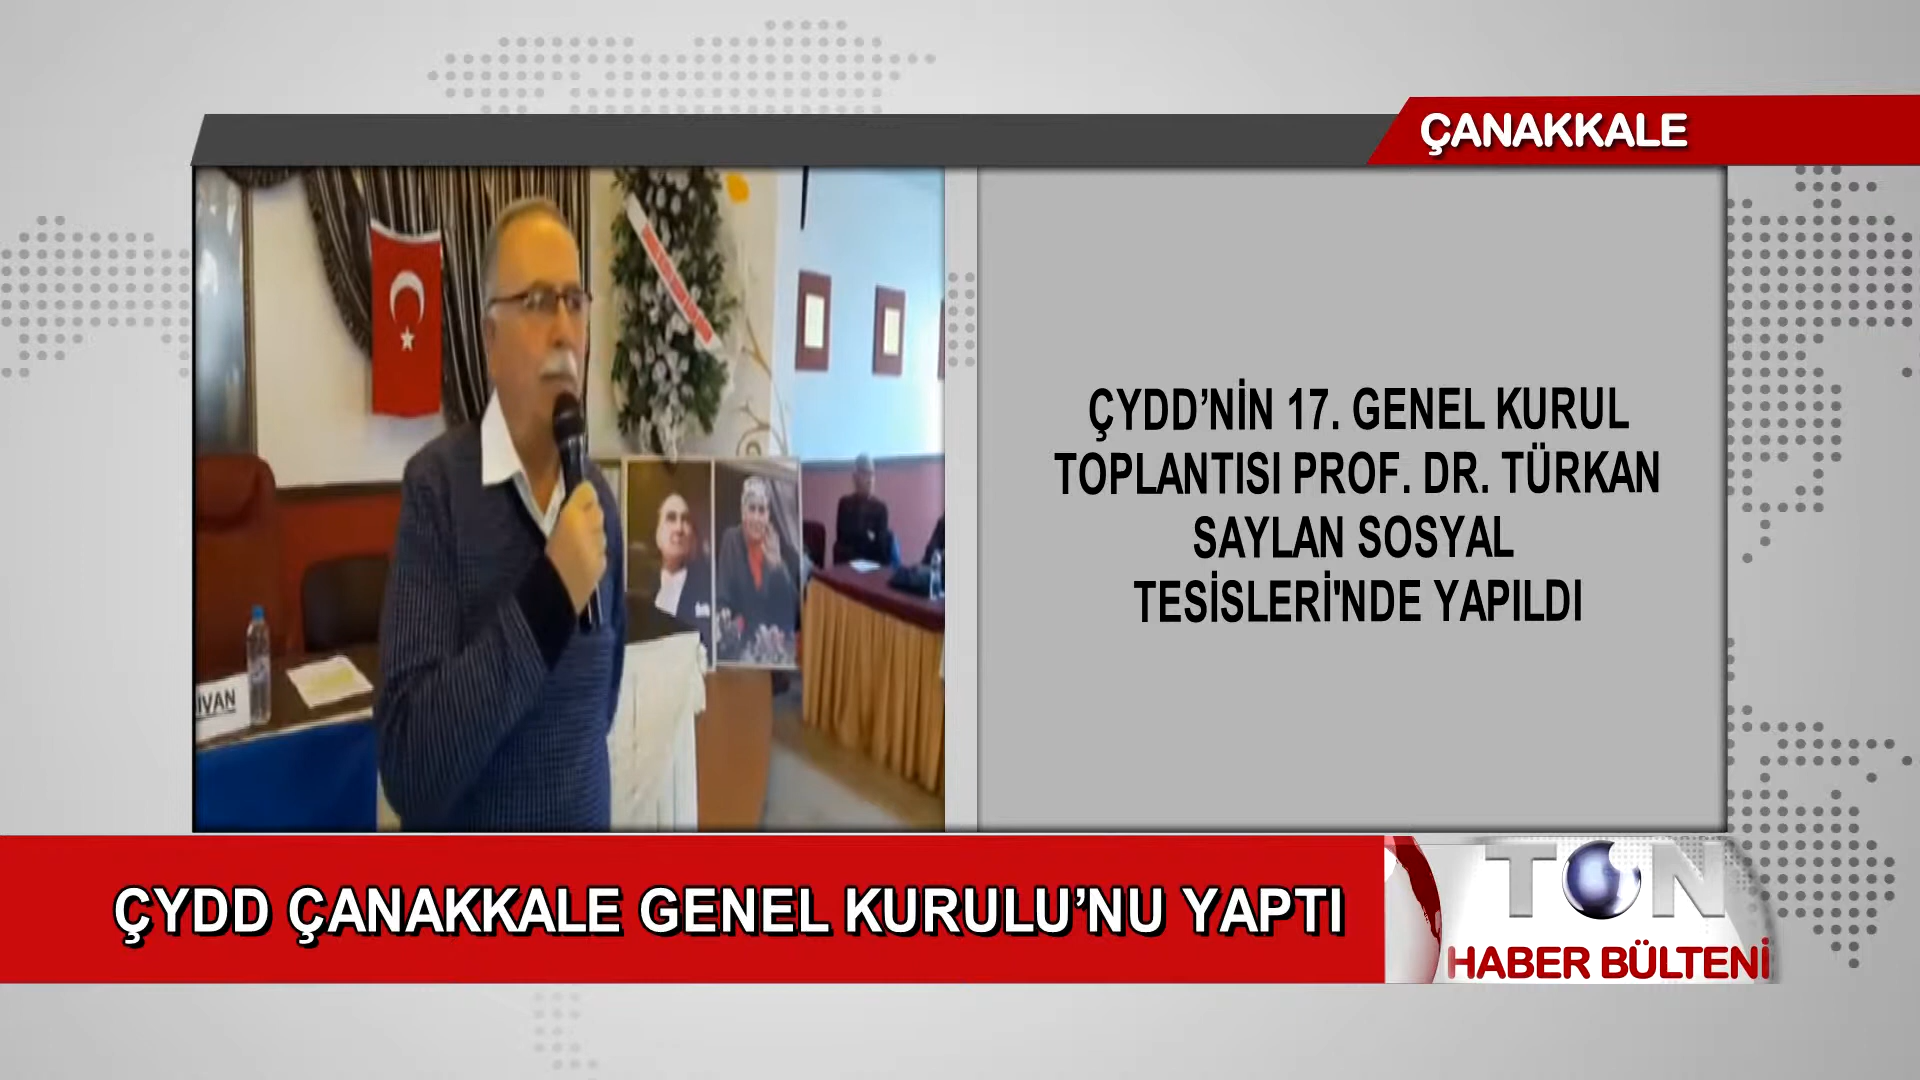 ÇANAKKALE
ÇYDD’NİN 17. GENEL KURUL
TOPLANTISI PROF. DR. TÜRKAN
SAYLAN SOSYAL
TESİSLERİ'NDE YAPILDI
İVAN
ÇYDD ÇANAKKALE GENEL KURULU’NU YAPTI
TON
HABER BÜLTENİ